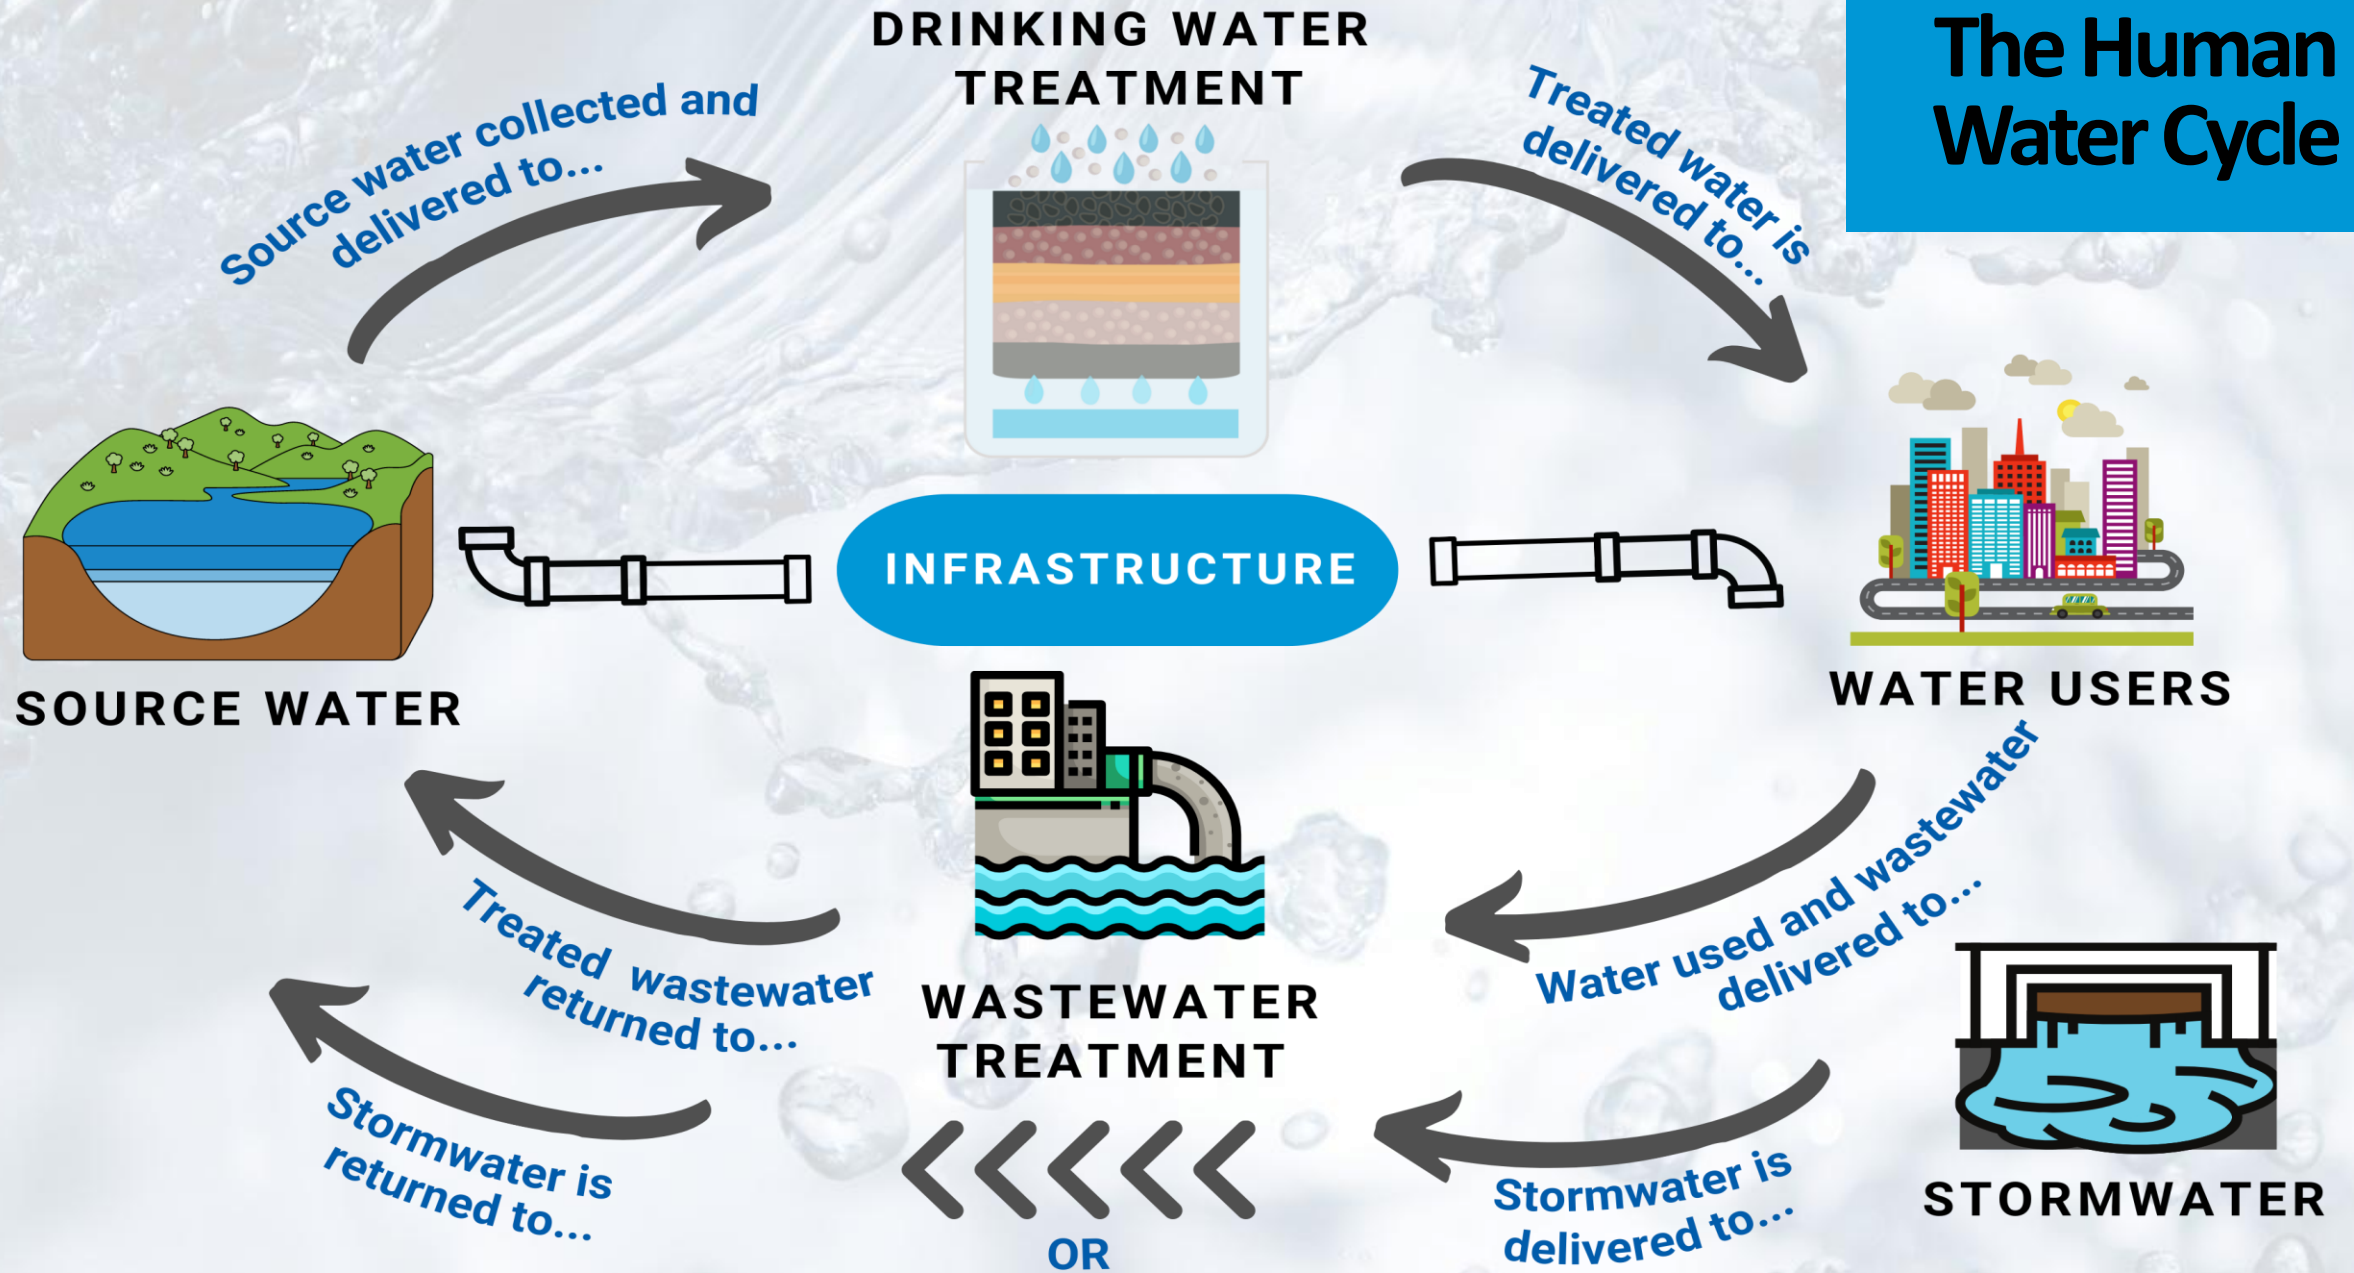 The Human
Water Cycle
DRINKING WATER
TREATMENT
Source water collected and
delivered to...
Treated water is
delivered to...
INFRASTRUCTURE
SOURCE WATER
WATER USERS
Water used and wastewater
delivered to...
Treated wastewater
returned to...
WASTEWATER
TREATMENT
Stormwater is
returned to...
OR
Stormwater is
delivered to...
STORMWATER